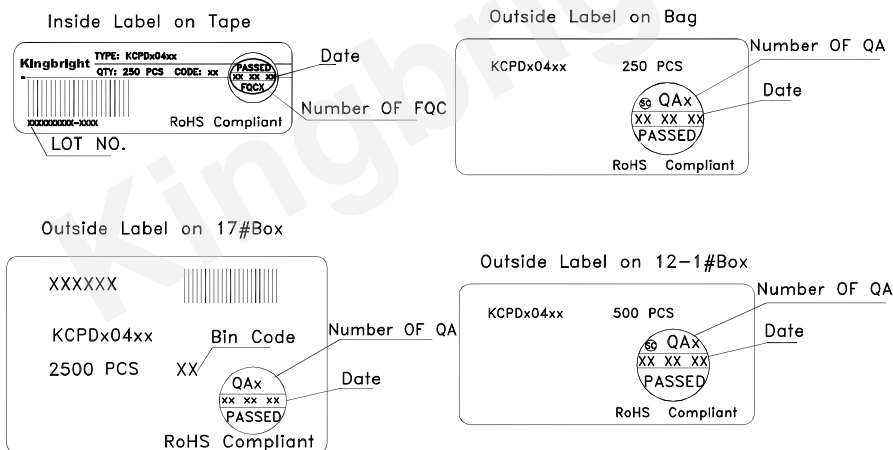 Inside Label on Tape
Kingbright
TYPE: KCPDx04xx
QTY: 250 PCS CODE: xx
PASSED
XX XX XX
FQCX
Date
Number OF FQC
XXXXXXXXXX-XXXX
RoHS Compliant
LOT NO.
Outside Label on Bag
KCPDx04xx 250 PCS
Number OF QA
Date
SC QAx
XX XX XX
PASSED
RoHS Compliant
Outside Label on 17#Box
XXXXXX
KCPDx04xx
Bin Code
2500 PCS XX
Number OF QA
Date
QAx
XX XX XX
PASSED
RoHS Compliant
Outside Label on 12-1#Box
KCPDx04xx 500 PCS
Number OF QA
Date
SC QAx
XX XX XX
PASSED
RoHS Compliant
Kingbright